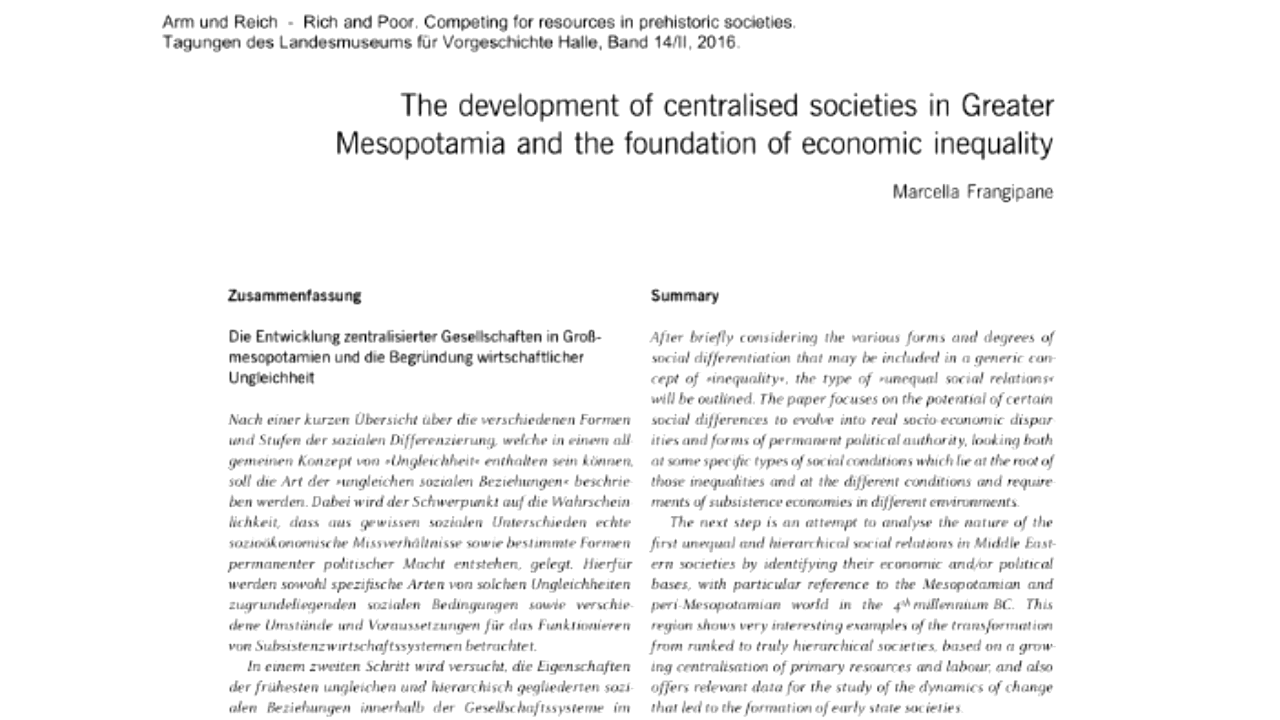 Arm und Reich - Rich and Poor. Competing for resources in prehistoric societies.
Tagungen des Landesmuseums für Vorgeschichte Halle, Band 14/II, 2016.
The development of centralised societies in Greater
Mesopotamia and the foundation of economic inequality
Marcella Frangipane
Zusammenfassung
Die Entwicklung zentralisierter Gesellschaften in Groß-
mesopotamien und die Begründung wirtschaftlicher
Ungleichheit
Nach einer kurzen Übersicht über die verschiedenen Formen
und Stufen der sozialen Differenzierung, welche in einem all-
gemeinen Konzept von »Ungleichheit« enthalten sein können,
soll die Art der »ungleichen sozialen Beziehungen« beschrie-
ben werden. Dabei wird der Schwerpunkt auf die Wahrschein-
lichkeit, dass aus gewissen sozialen Unterschieden echte
sozioökonomische Missverhältnisse sowie bestimmte Formen
permanenter politischer Macht entstehen, gelegt. Hierfür
werden sowohl spezifische Arten von solchen Ungleichheiten
zugrundeliegenden sozialen Bedingungen sowie verschie-
dene Umstände und Voraussetzungen für das Funktionieren
von Subsistenzwirtschaftssystemen betrachtet.
In einem zweiten Schritt wird versucht, die Eigenschaften
der frühesten ungleichen und hierarchisch gegliederten sozi-
alen Beziehungen innerhalb der Gesellschaftssysteme im
Summary
After briefly considering the various forms and degrees of
social differentiation that may be included in a generic con-
cept of »inequality«, the type of »unequal social relations«
will be outlined. The paper focuses on the potential of certain
social differences to evolve into real socio-economic dispar-
ities and forms of permanent political authority, looking both
at some specific types of social conditions which lie at the root of
those inequalities and at the different conditions and require-
ments of subsistence economies in different environments.
The next step is an attempt to analyse the nature of the
first unequal and hierarchical social relations in Middle East-
ern societies by identifying their economic and/or political
bases, with particular reference to the Mesopotamian and
peri-Mesopotamian world in the 4th millennium BC. This
region shows very interesting examples of the transformation
from ranked to truly hierarchical societies, based on a grow-
ing centralisation of primary resources and labour, and also
offers relevant data for the study of the dynamics of change
that led to the formation of early state societies.